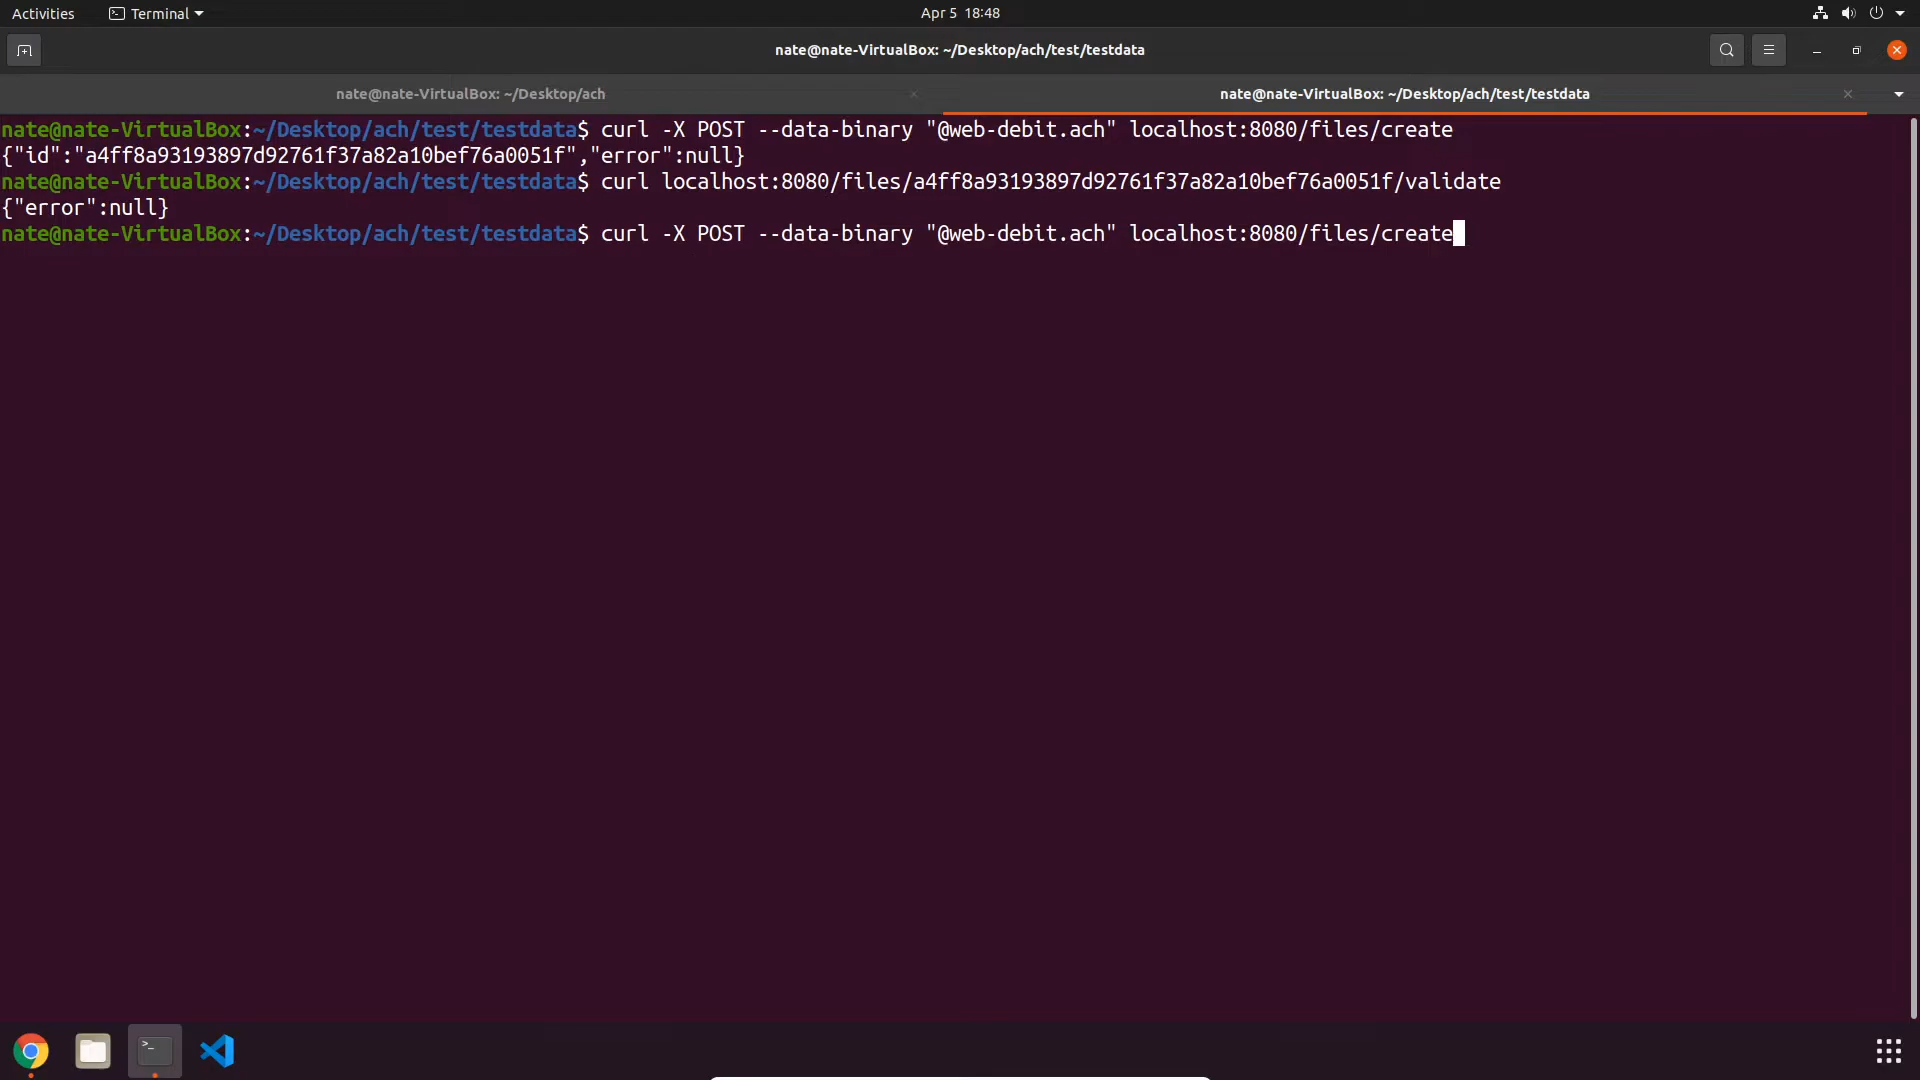 Activities Terminal Apr 5 18:48
nate@nate-VirtualBox: ~/Desktop/ach/test/testdata
nate@nate-VirtualBox: ~/Desktop/ach nate@nate-VirtualBox: ~/Desktop/ach/test/testdata
nate@nate-VirtualBox:~/Desktop/ach/test/testdata$ curl -X POST --data-binary "@web-debit.ach" localhost:8080/files/create
{"id":"a4ff8a93193897d92761f37a82a10bef76a0051f","error":null}
nate@nate-VirtualBox:~/Desktop/ach/test/testdata$ curl localhost:8080/files/a4ff8a93193897d92761f37a82a10bef76a0051f/validate
{"error":null}
nate@nate-VirtualBox:~/Desktop/ach/test/testdata$ curl -X POST --data-binary "@web-debit.ach" localhost:8080/files/create